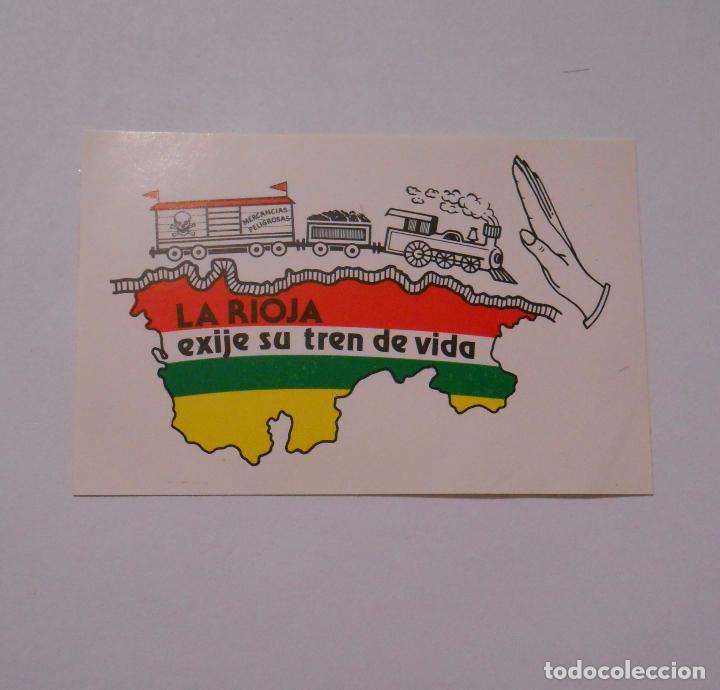 MERCANCIAS
PELIGROSAS
LA RIOJA
exije su tren de vida
todocoleccion